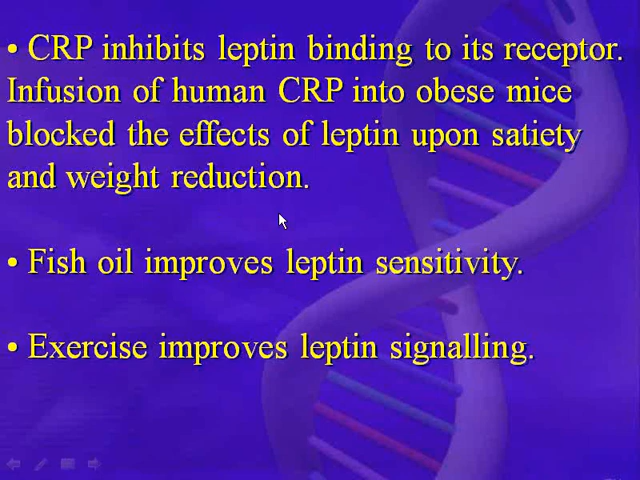 • CRP inhibits leptin binding to its receptor.
Infusion of human CRP into obese mice
blocked the effects of leptin upon satiety
and weight reduction.
• Fish oil improves leptin sensitivity.
• Exercise improves leptin signalling.